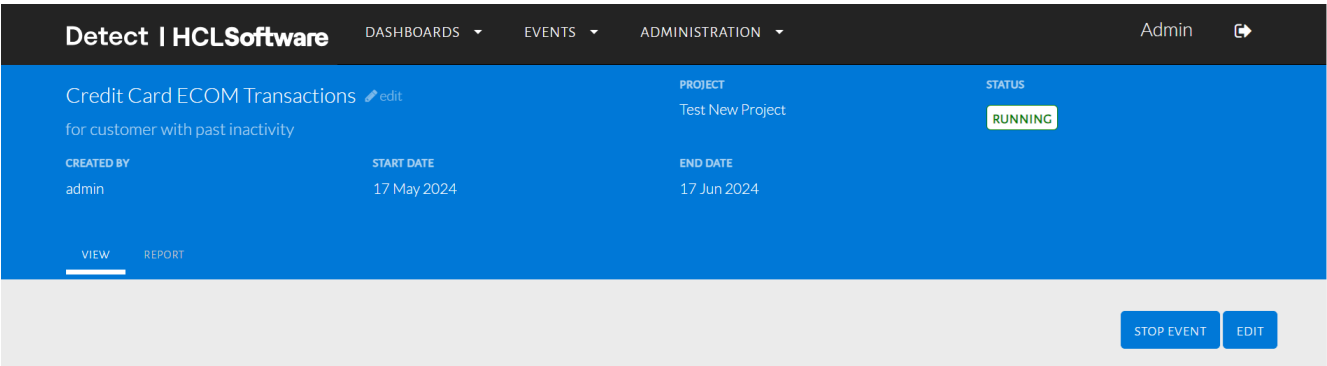 Detect | HCLSoftware DASHBOARDS EVENTS ADMINISTRATION Admin
Credit Card ECOM Transactions edit
for customer with past inactivity
PROJECT
Test New Project
STATUS
RUNNING
CREATED BY
admin
START DATE
17 May 2024
END DATE
17 Jun 2024
VIEW REPORT
STOP EVENT EDIT